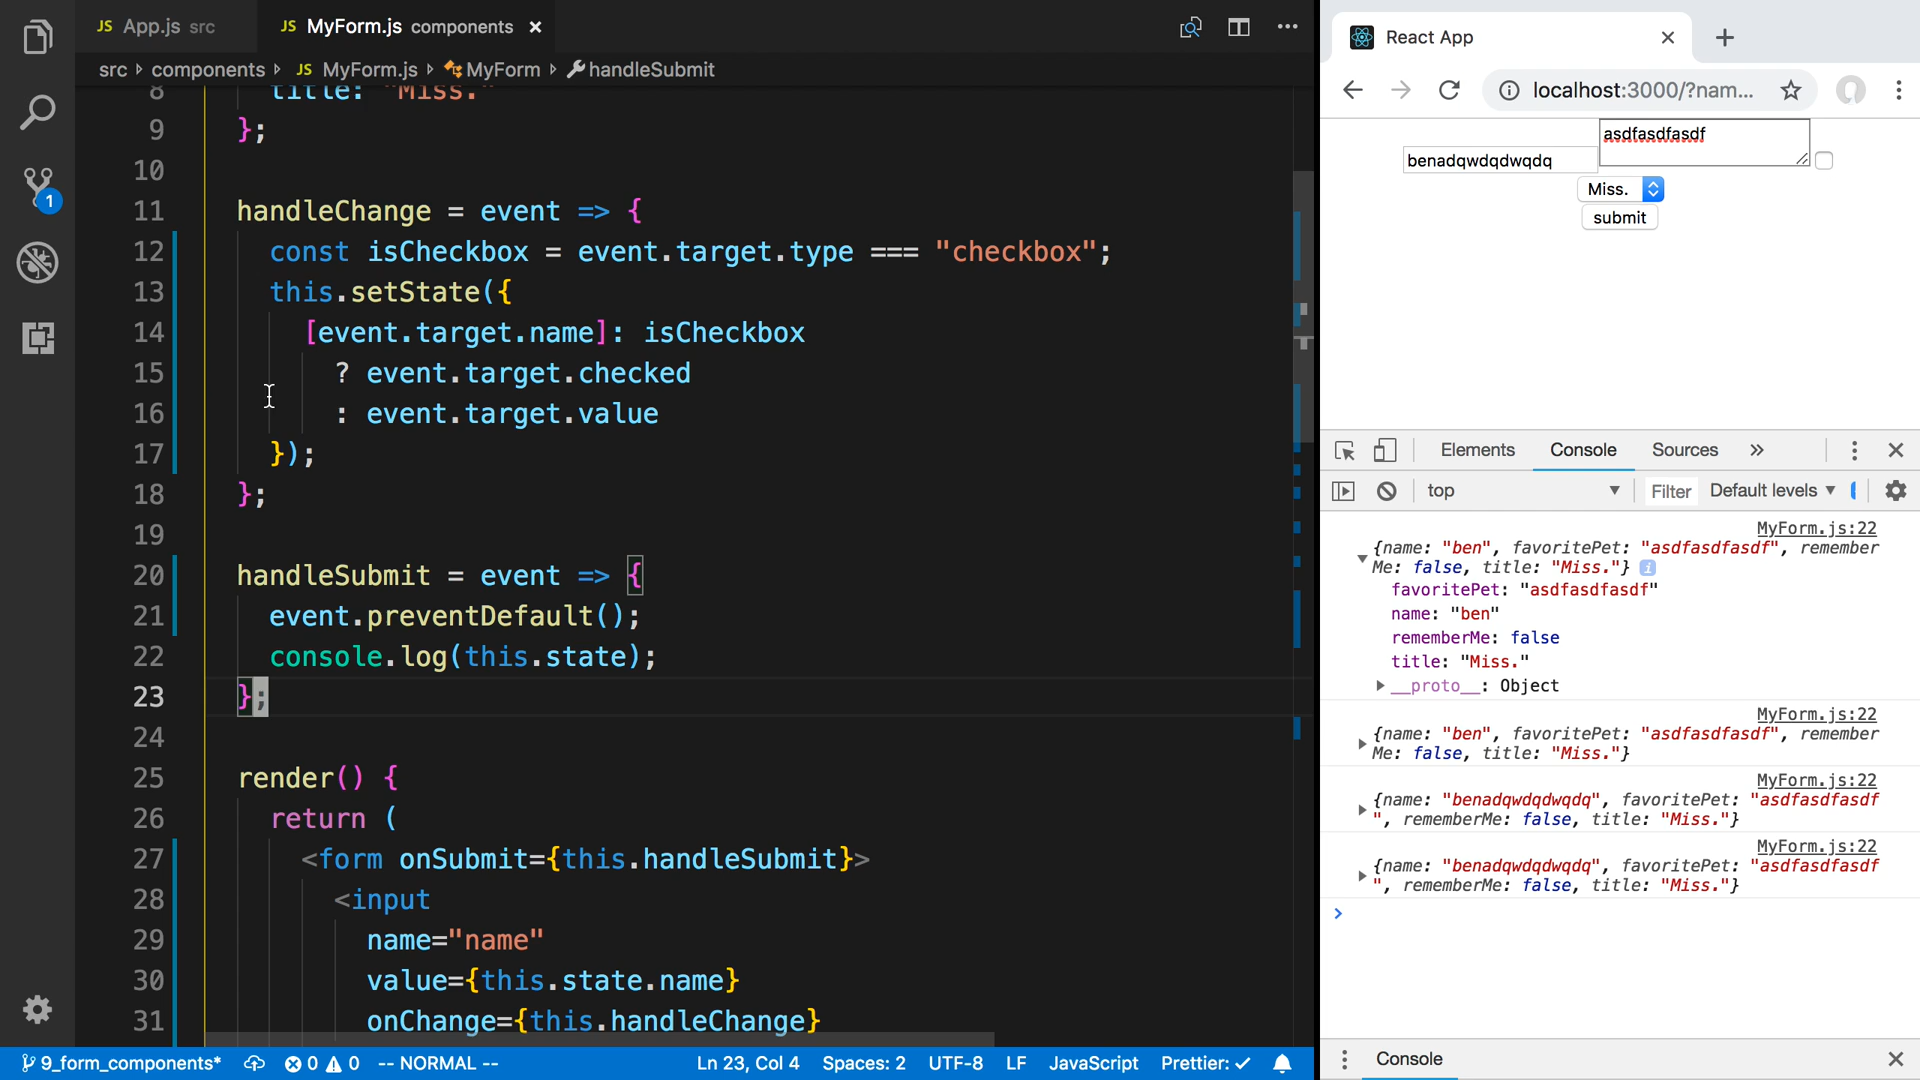 JS App.js src
JS MyForm.js components ×
src components JS MyForm.js MyForm handleSubmit
8 title: "Miss."
9 };
10
11 handleChange = event => {
12 const isCheckbox = event.target.type === "checkbox";
13 this.setState({
14 [event.target.name]: isCheckbox
15 ? event.target.checked
16 : event.target.value
17 });
18 };
19
20 handleSubmit = event => {
21 event.preventDefault();
22 console.log(this.state);
23 };
24
25 render() {
26 return (
27 <form onSubmit={this.handleSubmit}>
28 <input
29 name="name"
30 value={this.state.name}
31 onChange={this.handleChange}
1
9_form_components* 0 0 -- NORMAL -- Ln 23, Col 4 Spaces: 2 UTF-8 LF JavaScript Prettier: ✓
React App
localhost:3000/?nam...
asdfasdfasdf
benadqwdqdwqdq
Miss.
submit
Elements Console Sources »
top Filter Default levels
MyForm.js:22
{name: "ben", favoritePet: "asdfasdfasdf", remember
Me: false, title: "Miss."} i
favoritePet: "asdfasdfasdf"
name: "ben"
rememberMe: false
title: "Miss."
__proto__: Object
MyForm.js:22
{name: "ben", favoritePet: "asdfasdfasdf", remember
Me: false, title: "Miss."}
MyForm.js:22
{name: "benadqwdqdwqdq", favoritePet: "asdfasdfasdf
", rememberMe: false, title: "Miss."}
MyForm.js:22
{name: "benadqwdqdwqdq", favoritePet: "asdfasdfasdf
", rememberMe: false, title: "Miss."}
Console